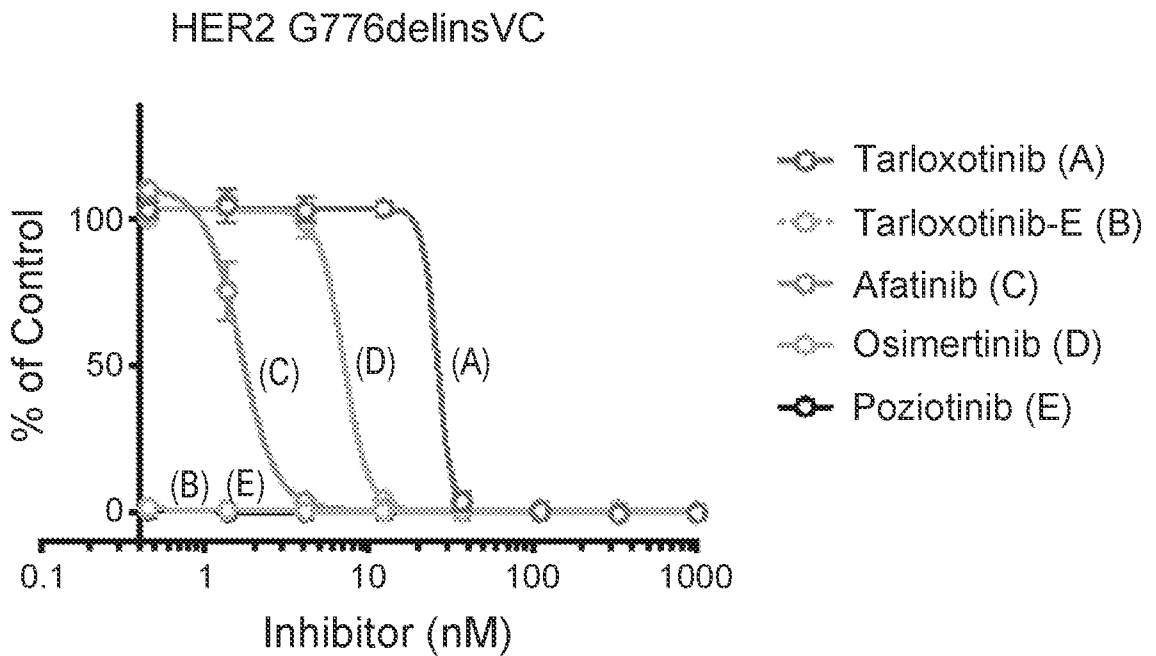 HER2 G776delinsVC
% of Control
100
50
0
(C)
(D)
(A)
(B)
(E)
0.1
1
10
100
1000
Inhibitor (nM)
Tarloxotinib (A)
Tarloxotinib-E (B)
Afatinib (C)
Osimertinib (D)
Poziotinib (E)